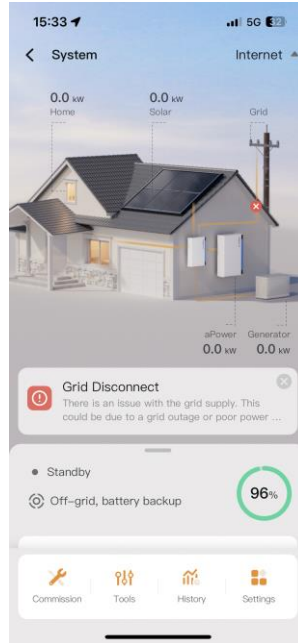 15:33 5G 32
System Internet
0.0 kW 0.0 kW
Home Solar Grid
aPower Generator
0.0 kW 0.0 kW
Grid Disconnect
There is an issue with the grid supply. This
could be due to a grid outage or poor power ...
Standby
96%
Off-grid, battery backup
Commission Tools History Settings